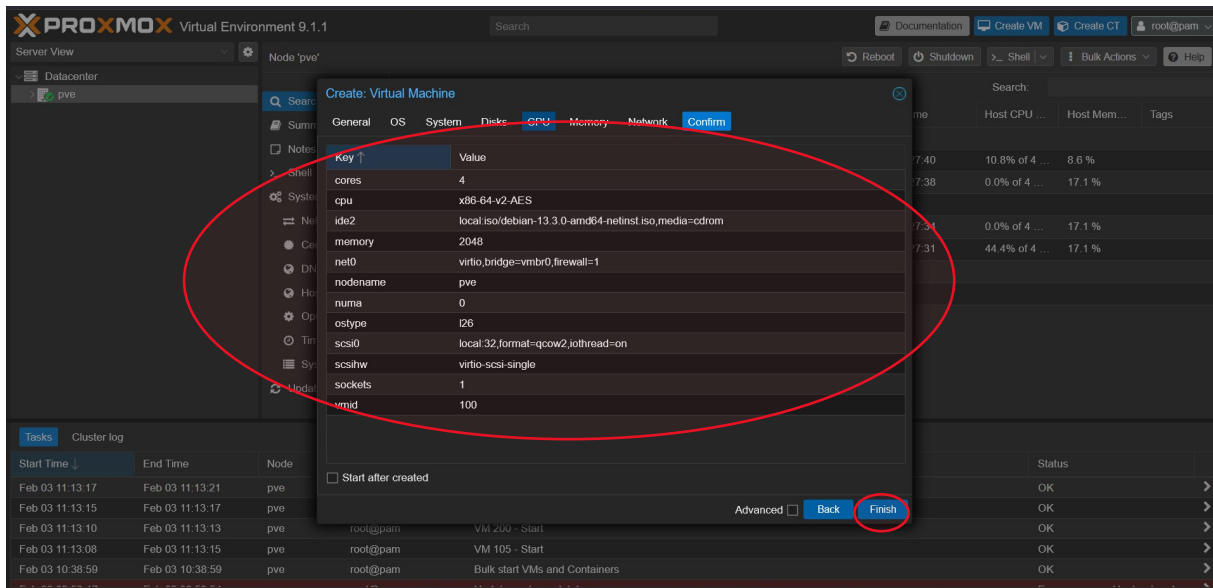 PROXMOX Virtual Environment 9.1.1
Search
Documentation Create VM Create CT root@pam
Server View
Node 'pve'
Reboot Shutdown >_ Shell Bulk Actions Help
Datacenter
pve
Search:
Create: Virtual Machine
General OS System Disks CPU Memory Network Confirm
Host CPU ... Host Mem... Tags
Key ↑ Value
cores 4
cpu x86-64-v2-AES
ide2 local:iso/debian-13.3.0-amd64-netinst.iso,media=cdrom
memory 2048
net0 virtio,bridge=vmbr0,firewall=1
nodename pve
numa 0
ostype l26
scsi0 local:32,format=qcow2,iothread=on
scsihw virtio-scsi-single
sockets 1
vmid 100
Notes
>_ Shell
10.8% of 4 ... 8.6 %
0.0% of 4 ... 17.1 %
0.0% of 4 ... 17.1 %
44.4% of 4 ... 17.1 %
Start after created
Advanced Back Finish
Tasks Cluster log
Start Time ↓ End Time Node Status
Feb 03 11:13:17 Feb 03 11:13:21 pve OK
Feb 03 11:13:15 Feb 03 11:13:17 pve OK
Feb 03 11:13:10 Feb 03 11:13:13 pve root@pam VM 200 - Start OK
Feb 03 11:13:08 Feb 03 11:13:15 pve root@pam VM 105 - Start OK
Feb 03 10:38:59 Feb 03 10:38:59 pve root@pam Bulk start VMs and Containers OK